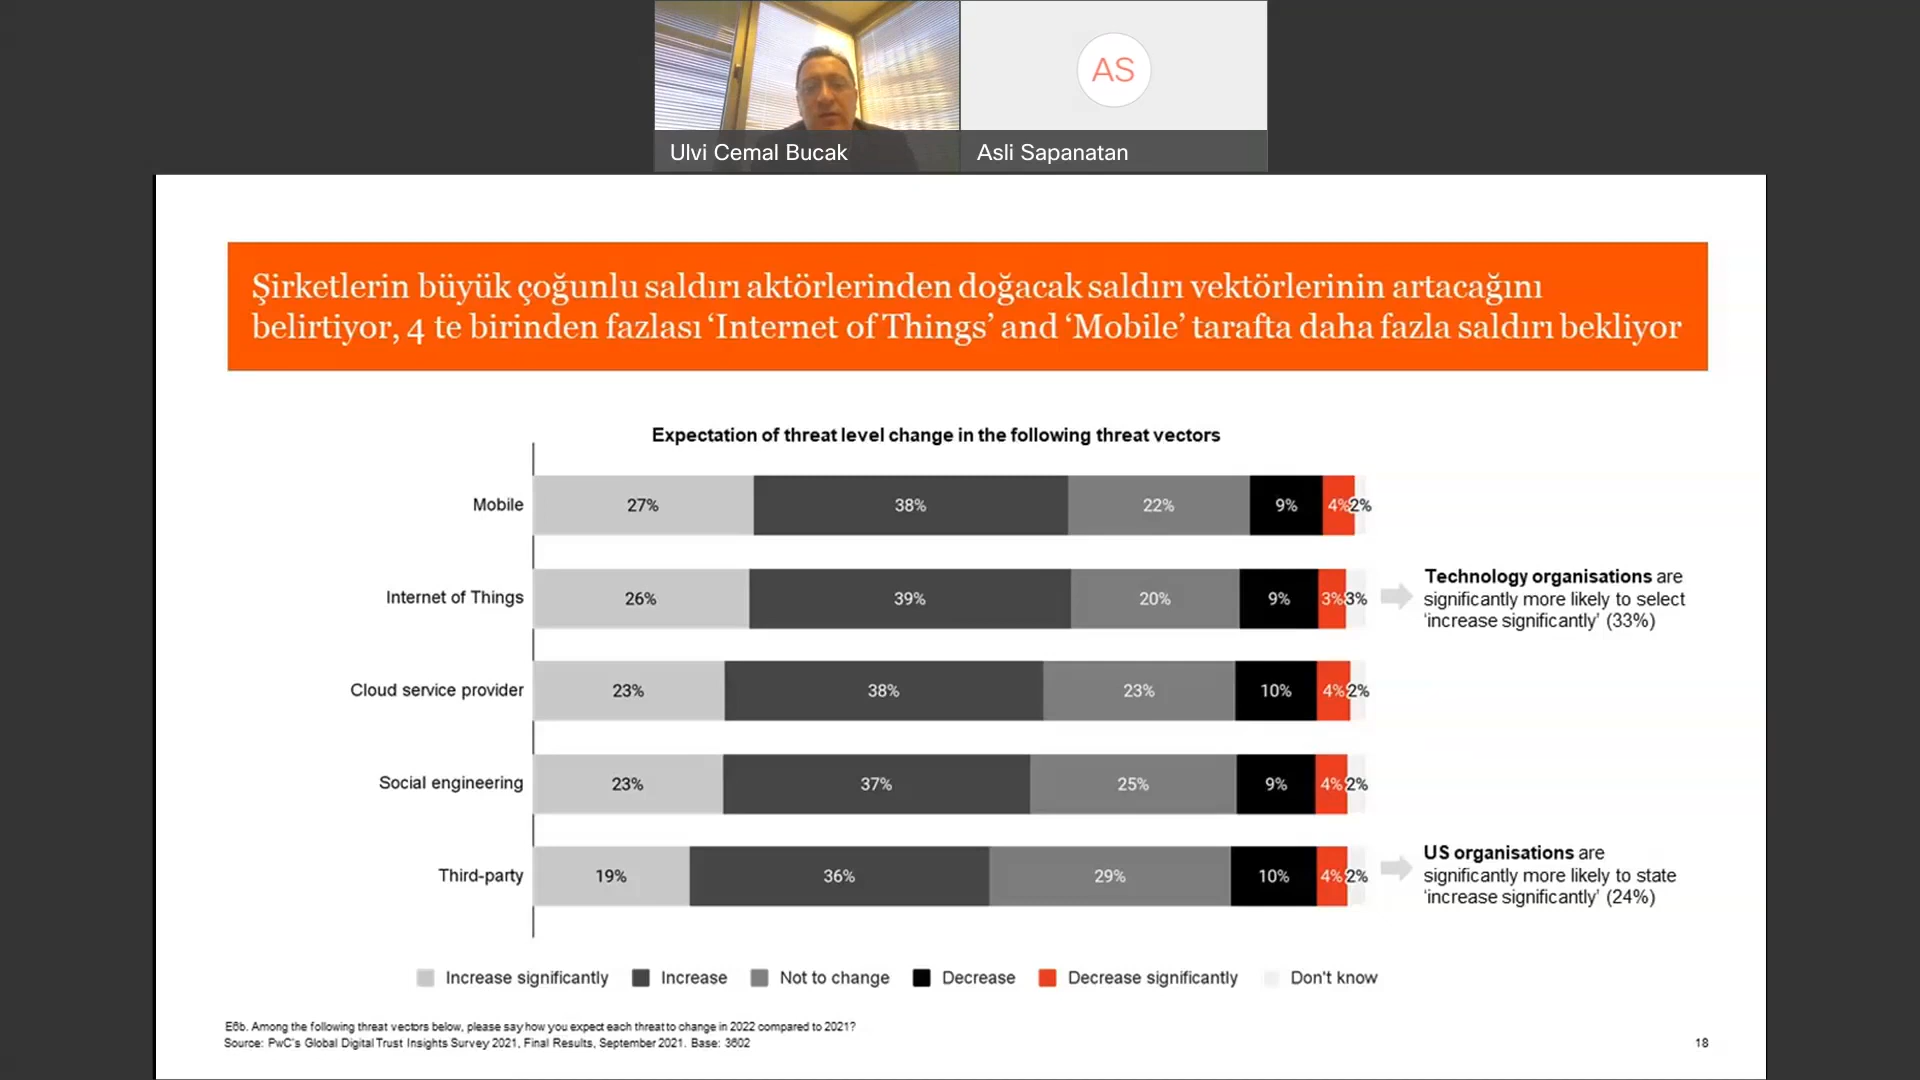 AS
Ulvi Cemal Bucak
Asli Sapanatan
Şirketlerin büyük çoğunlu saldırı aktörlerinden doğacak saldırı vektörlerinin artacağını
belirtiyor, 4 te birinden fazlası ‘Internet of Things’ and ‘Mobile’ tarafta daha fazla saldırı bekliyor
Expectation of threat level change in the following threat vectors
Mobile 27% 38% 22% 9% 4% 2%
Internet of Things 26% 39% 20% 9% 3% 3%
Technology organisations are
significantly more likely to select
‘increase significantly’ (33%)
Cloud service provider 23% 38% 23% 10% 4% 2%
Social engineering 23% 37% 25% 9% 4% 2%
Third-party 19% 36% 29% 10% 4% 2%
US organisations are
significantly more likely to state
‘increase significantly’ (24%)
Increase significantly Increase Not to change Decrease Decrease significantly Don't know
E6b. Among the following threat vectors below, please say how you expect each threat to change in 2022 compared to 2021?
Source: PwC's Global Digital Trust Insights Survey 2021, Final Results, September 2021. Base: 3602
18